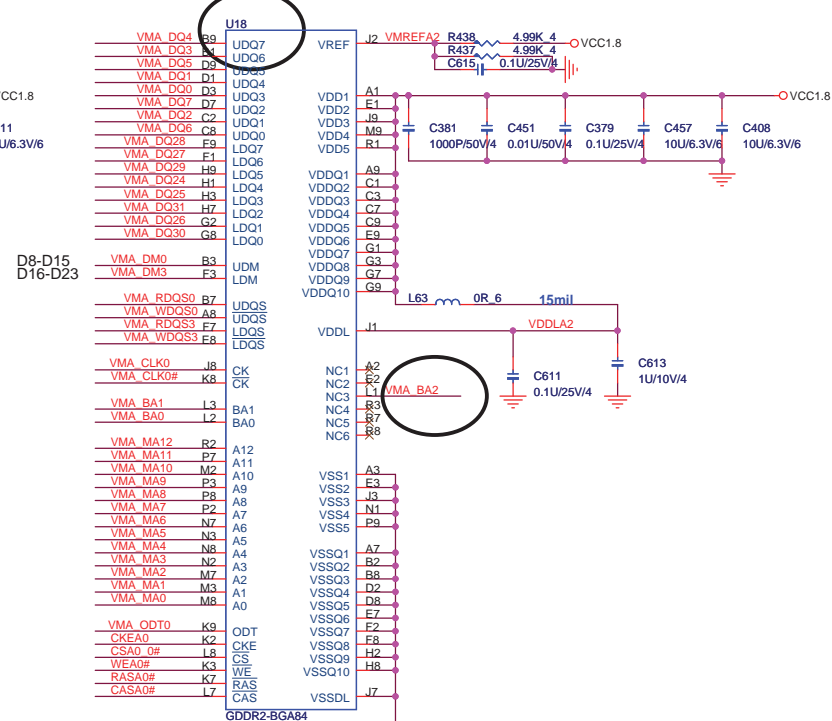 U18
VMA_DQ4 B9 UDQ7 VREF J2 VMREFA2 R438 4.99K_4 VCC1.8
VMA_DQ3 B1 UDQ6 R437 4.99K_4
VMA_DQ5 D9 UDQ5 C615 0.1U/25V/4
VMA_DQ1 D1 UDQ4
VMA_DQ0 D3 UDQ3 VDD1 A1 VCC1.8
VCC1.8
VMA_DQ7 D7 UDQ2 VDD2 E1
VMA_DQ2 C2 UDQ1 VDD3 J9 C381 C451 C379 C457 C408
11
VMA_DQ6 C8 UDQ0 VDD4 M9 1000P/50V/4 0.01U/50V/4 0.1U/25V/4 10U/6.3V/6 10U/6.3V/6
U/6.3V/6
VMA_DQ28 F9 LDQ7 VDD5 R1
VMA_DQ27 F1 LDQ6
VMA_DQ29 H9 LDQ5 VDDQ1 A9
VMA_DQ24 H1 LDQ4 VDDQ2 C1
VMA_DQ25 H3 LDQ3 VDDQ3 C3
VMA_DQ31 H7 LDQ2 VDDQ4 C7
VMA_DQ26 G2 LDQ1 VDDQ5 C9
VMA_DQ30 G8 LDQ0 VDDQ6 E9
VDDQ7 G1
D8-D15 VMA_DM0 B3 UDM VDDQ8 G3
D16-D23 VMA_DM3 F3 LDM VDDQ9 G7
VDDQ10 G9
VMA_RDQS0 B7 UDQS L63 0R_6 15mil
VMA_WDQS0 A8 UDQS
VMA_RDQS3 F7 LDQS VDDL J1 VDDLA2
VMA_WDQS3 E8 LDQS
VMA_CLK0 J8 CK NC1 A2 C611 C613
VMA_CLK0# K8 CK NC2 E2 0.1U/25V/4 1U/10V/4
NC3 L1 VMA_BA2
VMA_BA1 L3 BA1 NC4 R3
VMA_BA0 L2 BA0 NC5 R7
NC6 R8
VMA_MA12 R2 A12
VMA_MA11 P7 A11
VMA_MA10 M2 A10 VSS1 A3
VMA_MA9 P3 A9 VSS2 E3
VMA_MA8 P8 A8 VSS3 J3
VMA_MA7 P2 A7 VSS4 N1
VMA_MA6 N7 A6 VSS5 P9
VMA_MA5 N3 A5
VMA_MA4 N8 A4 VSSQ1 A7
VMA_MA3 N2 A3 VSSQ2 B2
VMA_MA2 M7 A2 VSSQ3 B8
VMA_MA1 M3 A1 VSSQ4 D2
VMA_MA0 M8 A0 VSSQ5 D8
VSSQ6 E7
VMA_ODT0 K9 ODT VSSQ7 F2
CKEA0 K2 CKE VSSQ8 F8
CSA0_0# L8 CS VSSQ9 H2
WEA0# K3 WE VSSQ10 H8
RASA0# K7 RAS
CASA0# L7 CAS VSSDL J7
GDDR2-BGA84